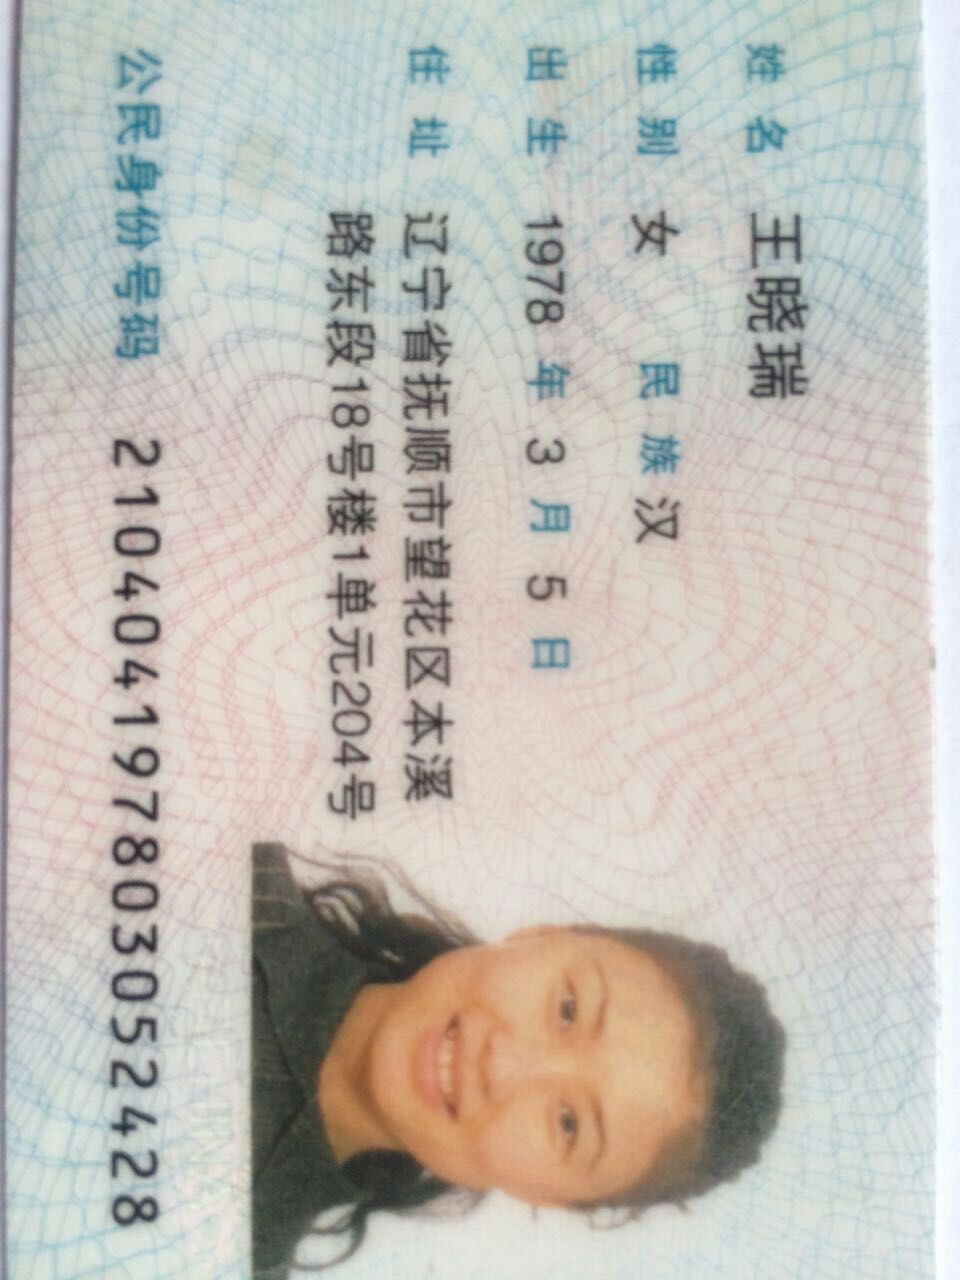 姓名 王晓瑞
性别 女 民族 汉
出生 1978 年 3 月 5 日
住址 辽宁省抚顺市望花区本溪
路东段18号楼1单元204号
公民身份号码 210404197803052428